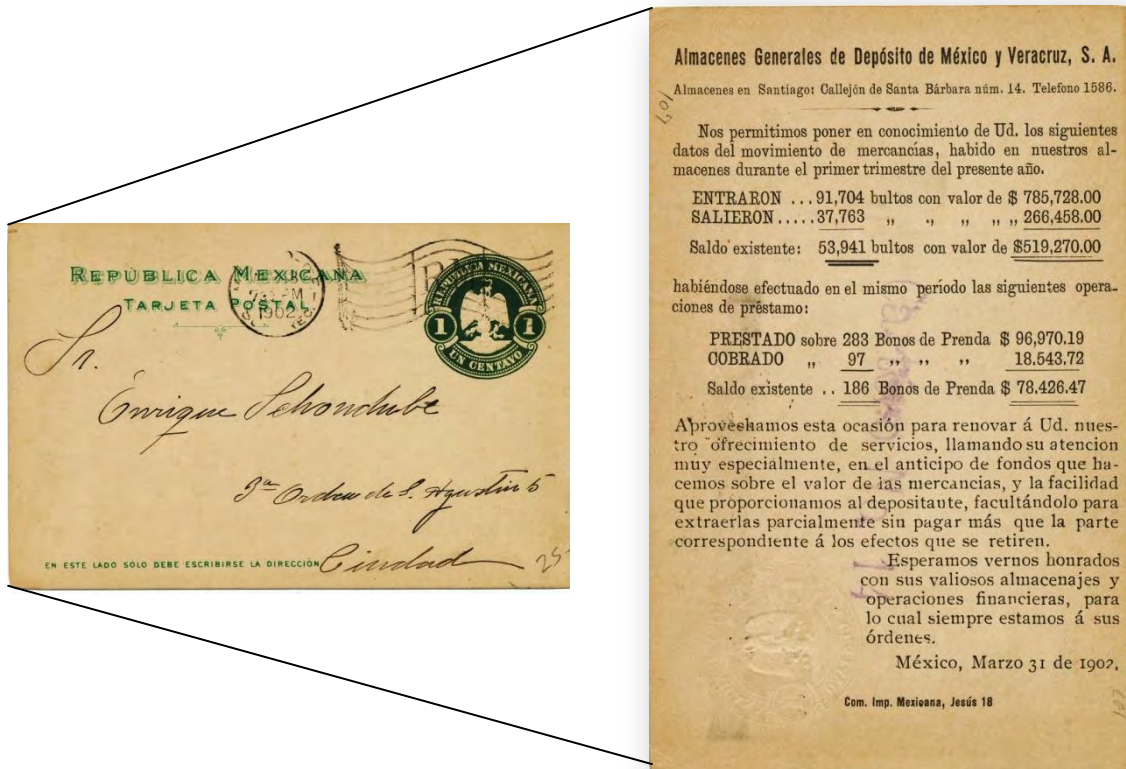 REPUBLICA MEXICANA
TARJETA POSTAL
1902
REPUBLICA MEXICANA
1 1
UN CENTAVO
Sr.
Enrique Schondube
3ª Orden de S. Agustin 5
EN ESTE LADO SOLO DEBE ESCRIBIRSE LA DIRECCIÓN
Ciudad
25
Almacenes Generales de Depósito de México y Veracruz, S. A.
Almacenes en Santiago: Callejón de Santa Bárbara núm. 14. Telefono 1586.
107
Nos permitimos poner en conocimiento de Ud. los siguientes
datos del movimiento de mercancías, habido en nuestros al-
macenes durante el primer trimestre del presente año.
ENTRARON ... 91,704 bultos con valor de $ 785,728.00
SALIERON ..... 37,763 „ „ „ „ „ 266,458.00
Saldo existente: 53,941 bultos con valor de $519,270.00
habiéndose efectuado en el mismo período las siguientes opera-
ciones de préstamo:
PRESTADO sobre 283 Bonos de Prenda $ 96,970.19
COBRADO „ 97 „ „ „ 18.543.72
Saldo existente .. 186 Bonos de Prenda $ 78.426.47
Aprovechamos esta ocasión para renovar á Ud. nues-
tro ofrecimiento de servicios, llamando su atencion
muy especialmente, en el anticipo de fondos que ha-
cemos sobre el valor de las mercancías, y la facilidad
que proporcionamos al depositante, facultándolo para
extraerlas parcialmente sin pagar más que la parte
correspondiente á los efectos que se retiren.
Esperamos vernos honrados
con sus valiosos almacenajes y
operaciones financieras, para
lo cual siempre estamos á sus
órdenes.
México, Marzo 31 de 1902.
Com. Imp. Mexicana, Jesús 18
107